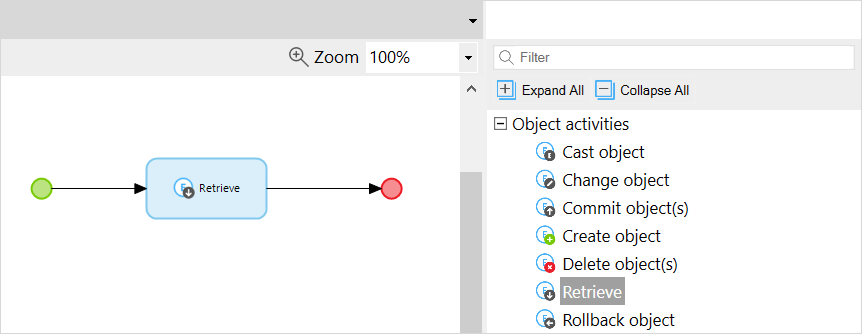 Zoom 100%
Filter
Expand All Collapse All
Object activities
Cast object
Change object
Commit object(s)
Create object
Delete object(s)
Retrieve
Rollback object
Retrieve